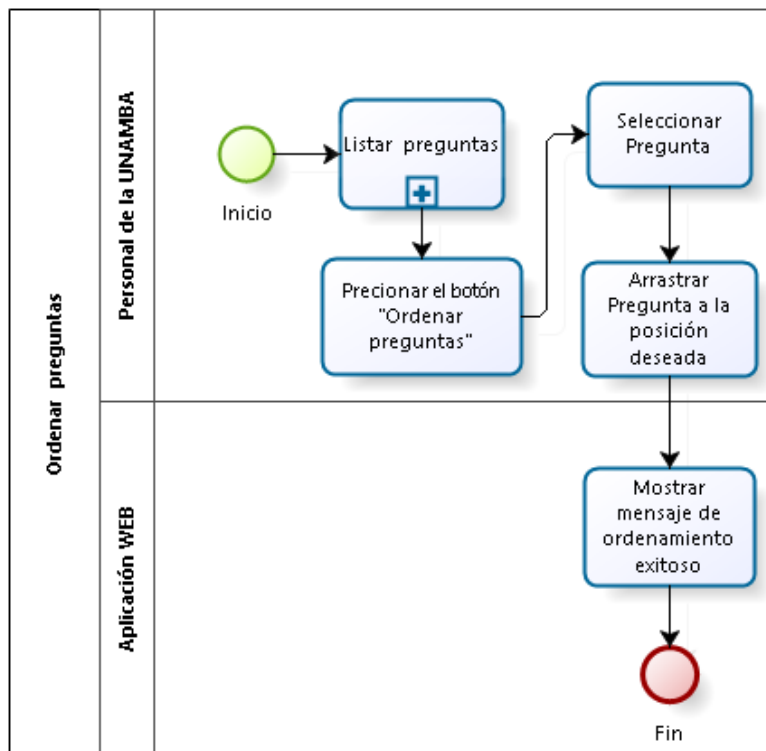 Ordenar preguntas
Personal de la UNAMBA
Inicio
Listar preguntas
Precionar el botón
"Ordenar
preguntas"
Seleccionar
Pregunta
Arrastrar
Pregunta a la
posición
deseada
Aplicación WEB
Mostrar
mensaje de
ordenamiento
exitoso
Fin